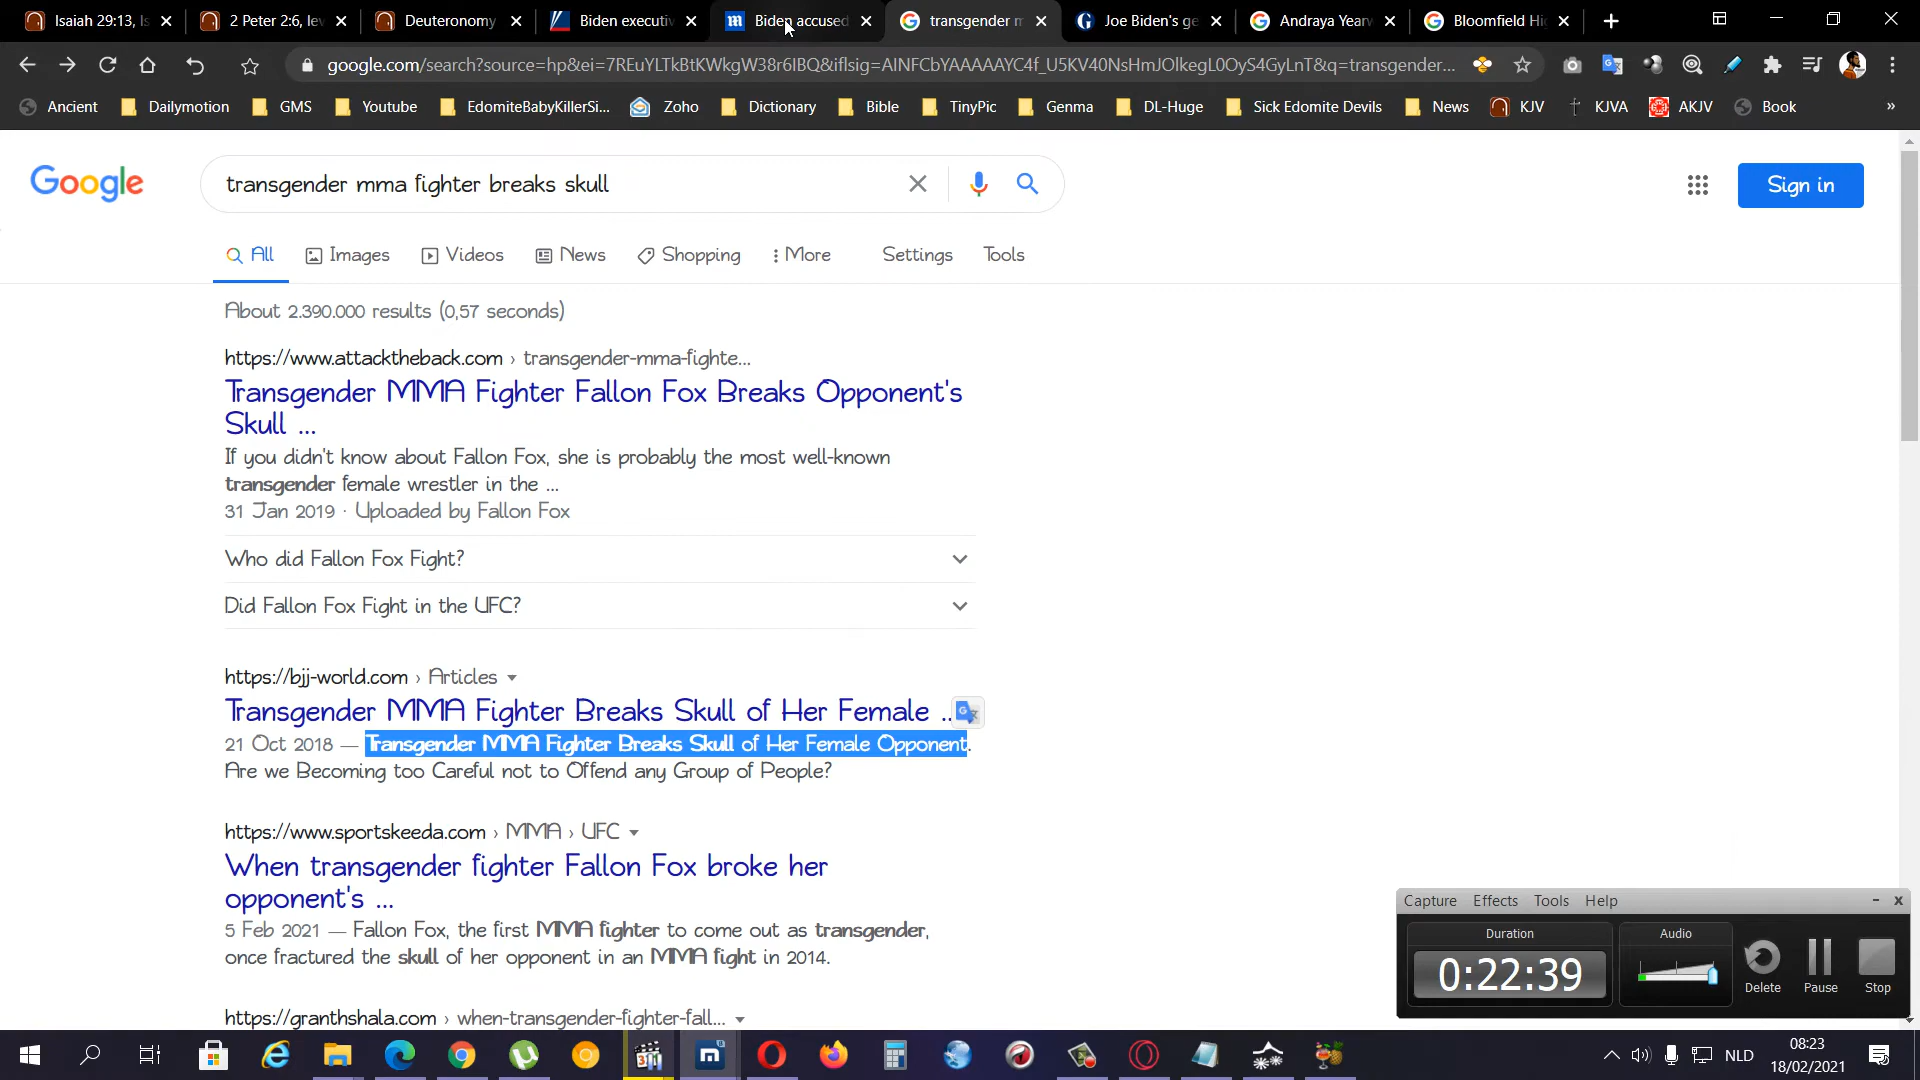 Isaiah 29:13, Is
2 Peter 2:6, lev
Deuteronomy
Biden executiv
Biden accused
transgender m
Joe Biden's ge
Andraya Yearw
Bloomfield Hi
google.com/search?source=hp&ei=7REuYLTkBtKWkgW38r6IBQ&iflsig=AINFCbYAAAAAYC4f_U5KV40NsHmJOlkegL0OyS4GyLnT&q=transgender...
Ancient
Dailymotion
GMS
Youtube
EdomiteBabyKillerSi...
Zoho
Dictionary
Bible
TinyPic
Genma
DL-Huge
Sick Edomite Devils
News
KJV
KJVA
AKJV
Book
»
Google
transgender mma fighter breaks skull
Sign in
All
Images
Videos
News
Shopping
More
Settings
Tools
About 2.390.000 results (0,57 seconds)
https://www.attacktheback.com › transgender-mma-fighte...
Transgender MMA Fighter Fallon Fox Breaks Opponent's
Skull ...
If you didn't know about Fallon Fox, she is probably the most well-known
transgender female wrestler in the ...
31 Jan 2019 · Uploaded by Fallon Fox
Who did Fallon Fox Fight?
Did Fallon Fox Fight in the UFC?
https://bjj-world.com › Articles
Transgender MMA Fighter Breaks Skull of Her Female ...
21 Oct 2018 — Transgender MMA Fighter Breaks Skull of Her Female Opponent.
Are we Becoming too Careful not to Offend any Group of People?
https://www.sportskeeda.com › MMA › UFC
When transgender fighter Fallon Fox broke her
opponent's ...
5 Feb 2021 — Fallon Fox, the first MMA fighter to come out as transgender,
once fractured the skull of her opponent in an MMA fight in 2014.
https://granthshala.com › when-transgender-fighter-fall...
Capture Effects Tools Help
Duration
Audio
0:22:39
Delete
Pause
Stop
NLD
08:23
18/02/2021